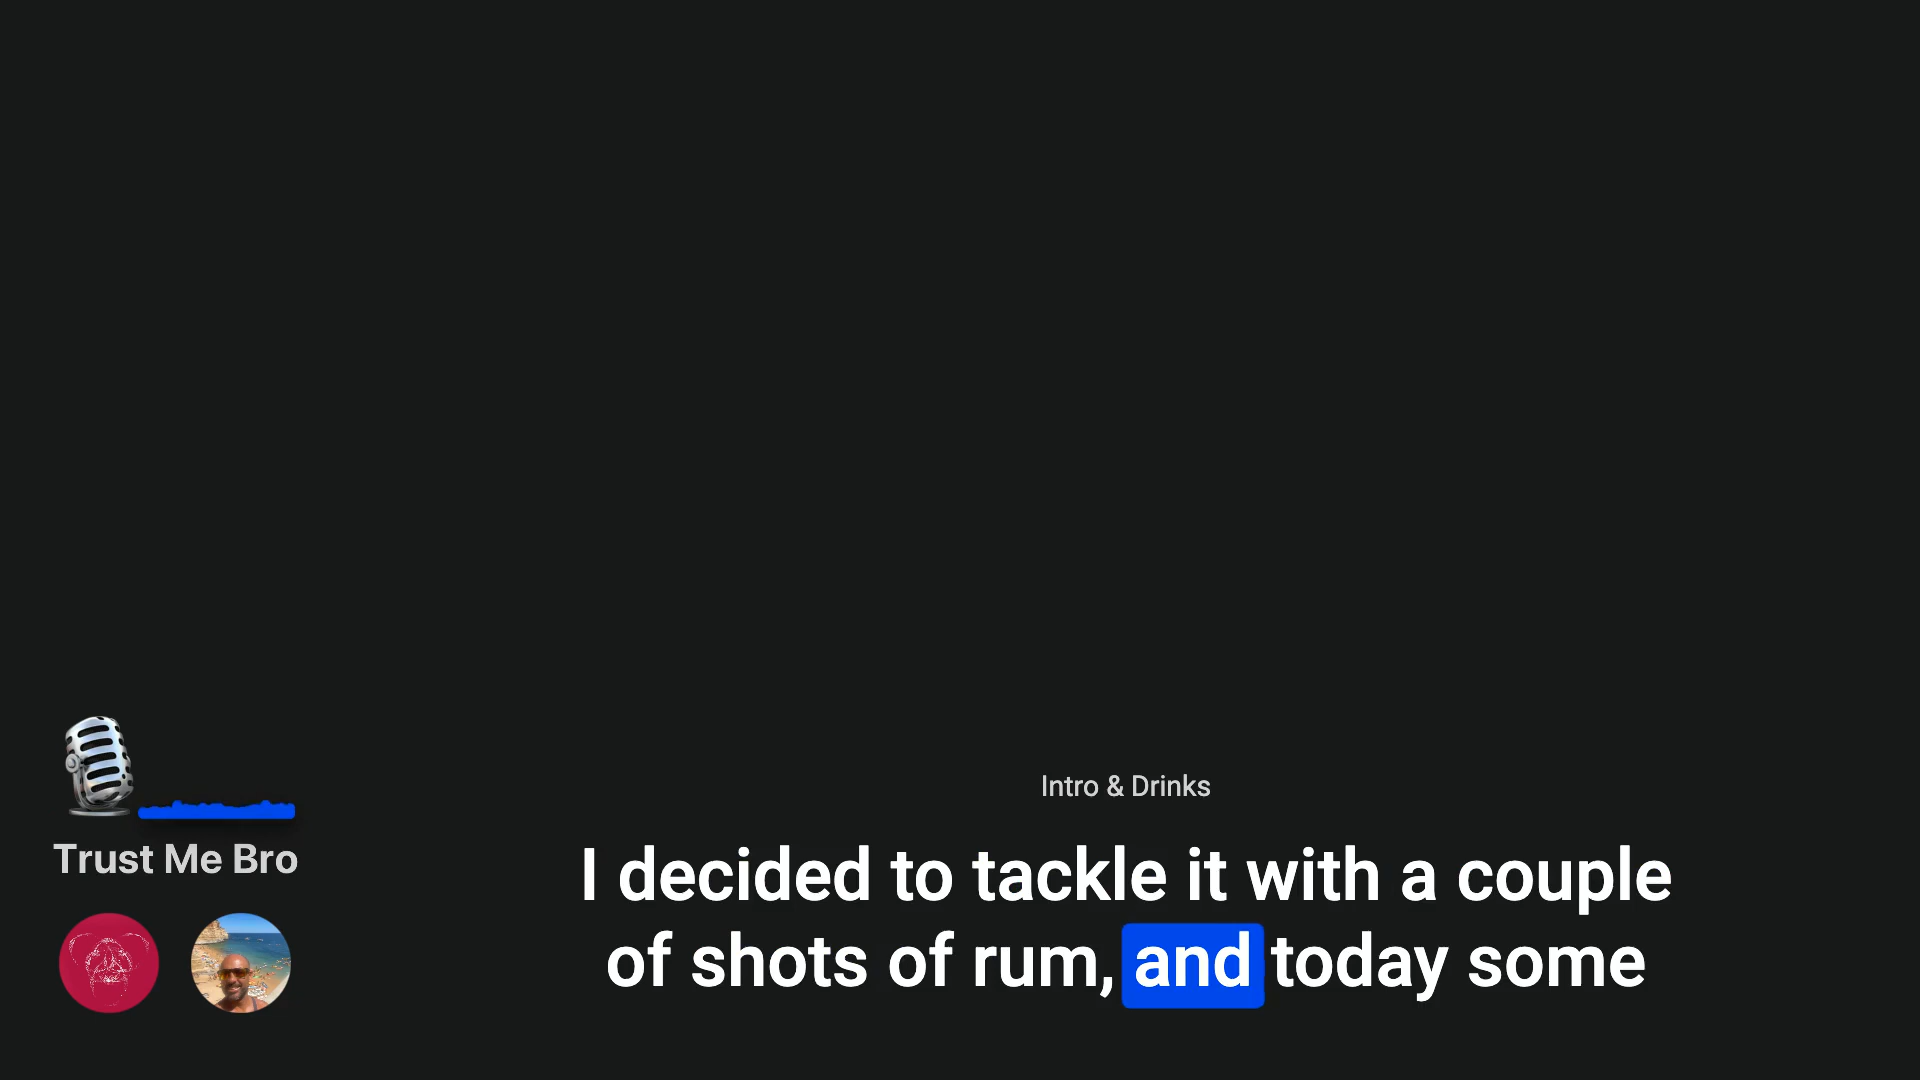 Intro & Drinks
I decided to tackle it with a couple
of shots of rum, and today some
Trust Me Bro